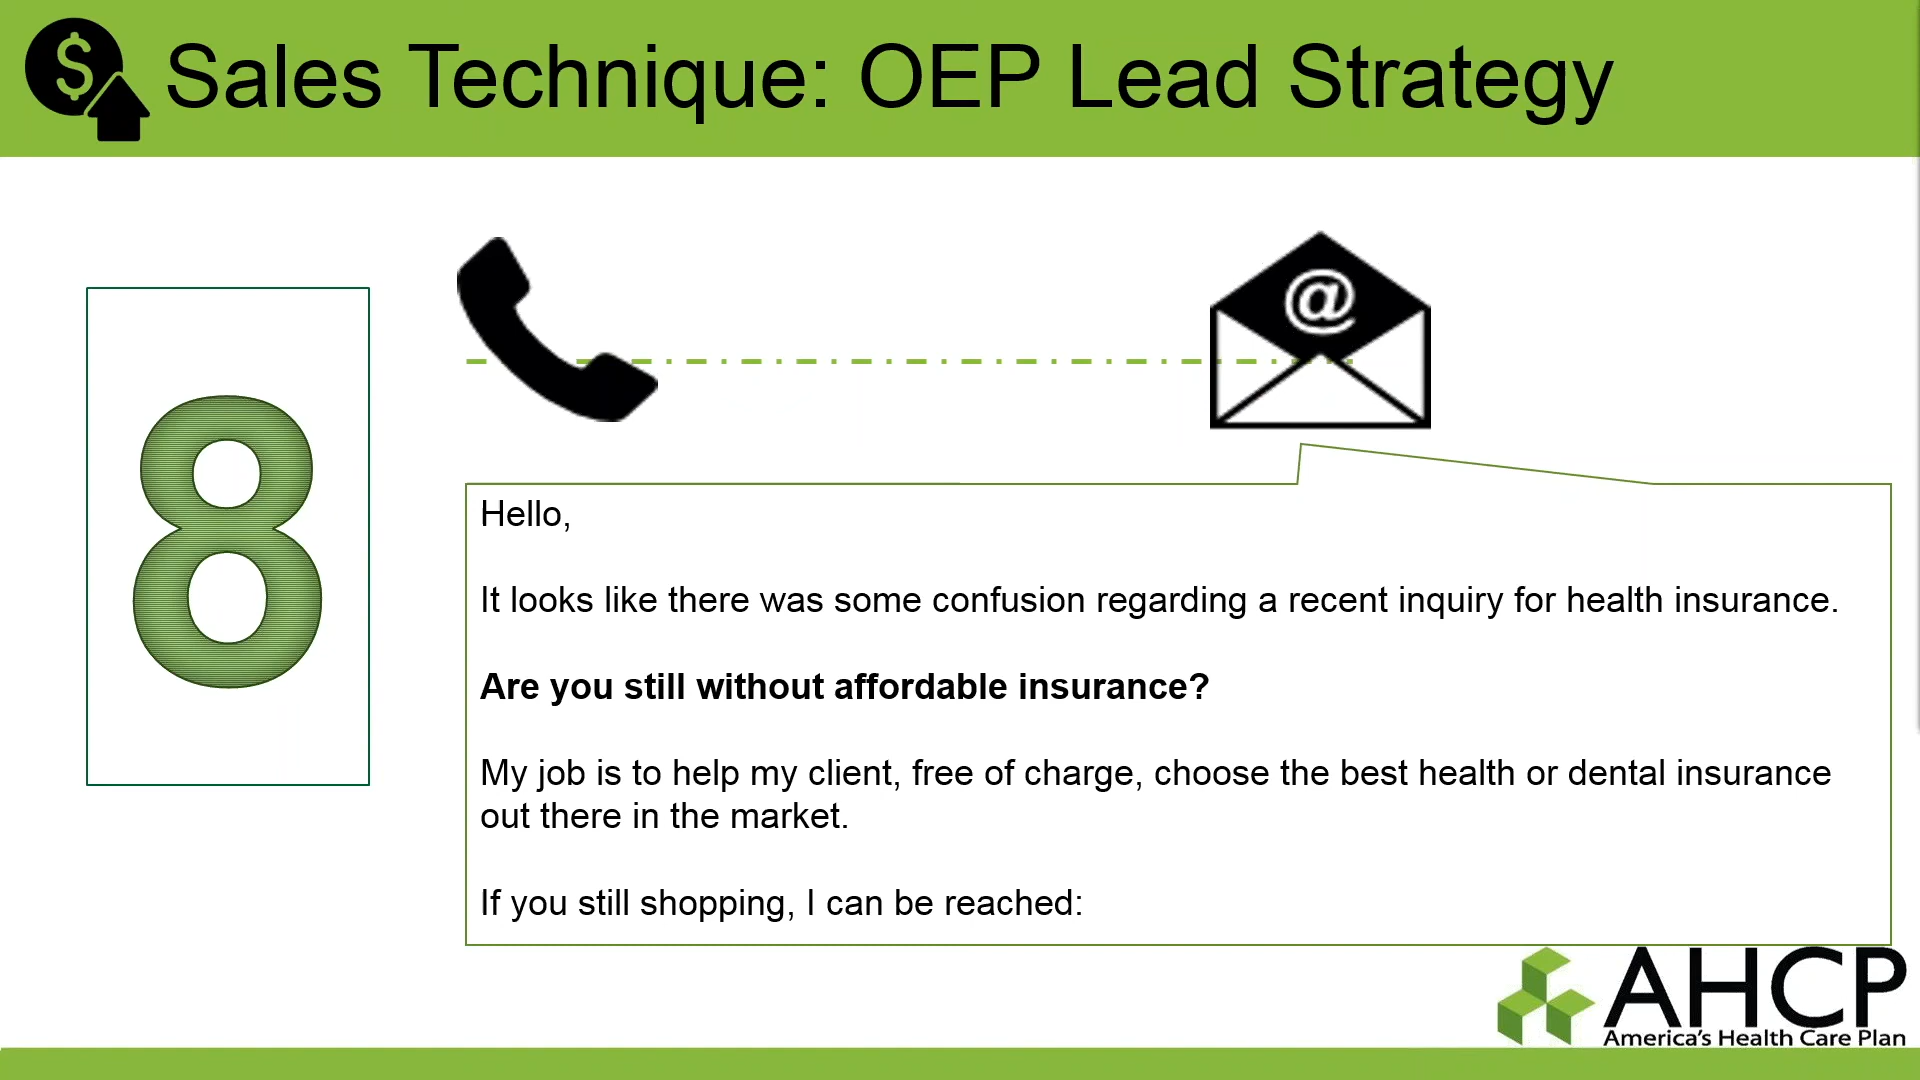 $ Sales Technique: OEP Lead Strategy
8
@
Hello,
It looks like there was some confusion regarding a recent inquiry for health insurance.
Are you still without affordable insurance?
My job is to help my client, free of charge, choose the best health or dental insurance
out there in the market.
If you still shopping, I can be reached:
AHCP
America's Health Care Plan